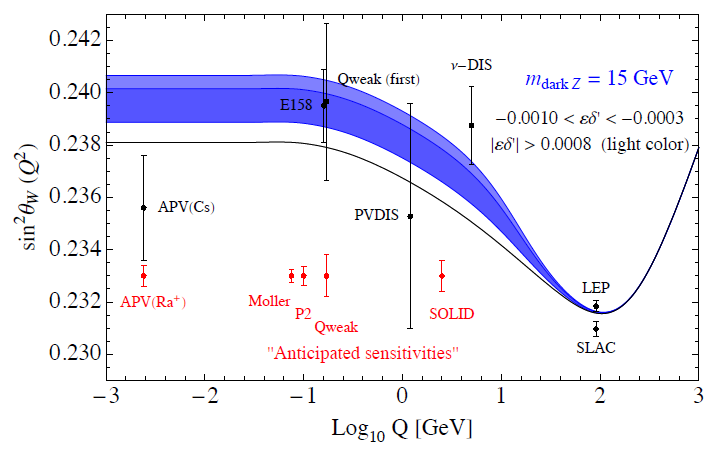 0.242
0.240
0.238
0.236
0.234
0.232
0.230
sin²θ_W (Q²)
Qweak (first)
E158
ν−DIS
m_dark Z = 15 GeV
−0.0010 < εδ' < −0.0003
|εδ'| > 0.0008 (light color)
APV(Cs)
PVDIS
APV(Ra⁺)
Moller
P2
Qweak
SOLID
LEP
SLAC
"Anticipated sensitivities"
−3 −2 −1 0 1 2 3
Log₁₀ Q [GeV]